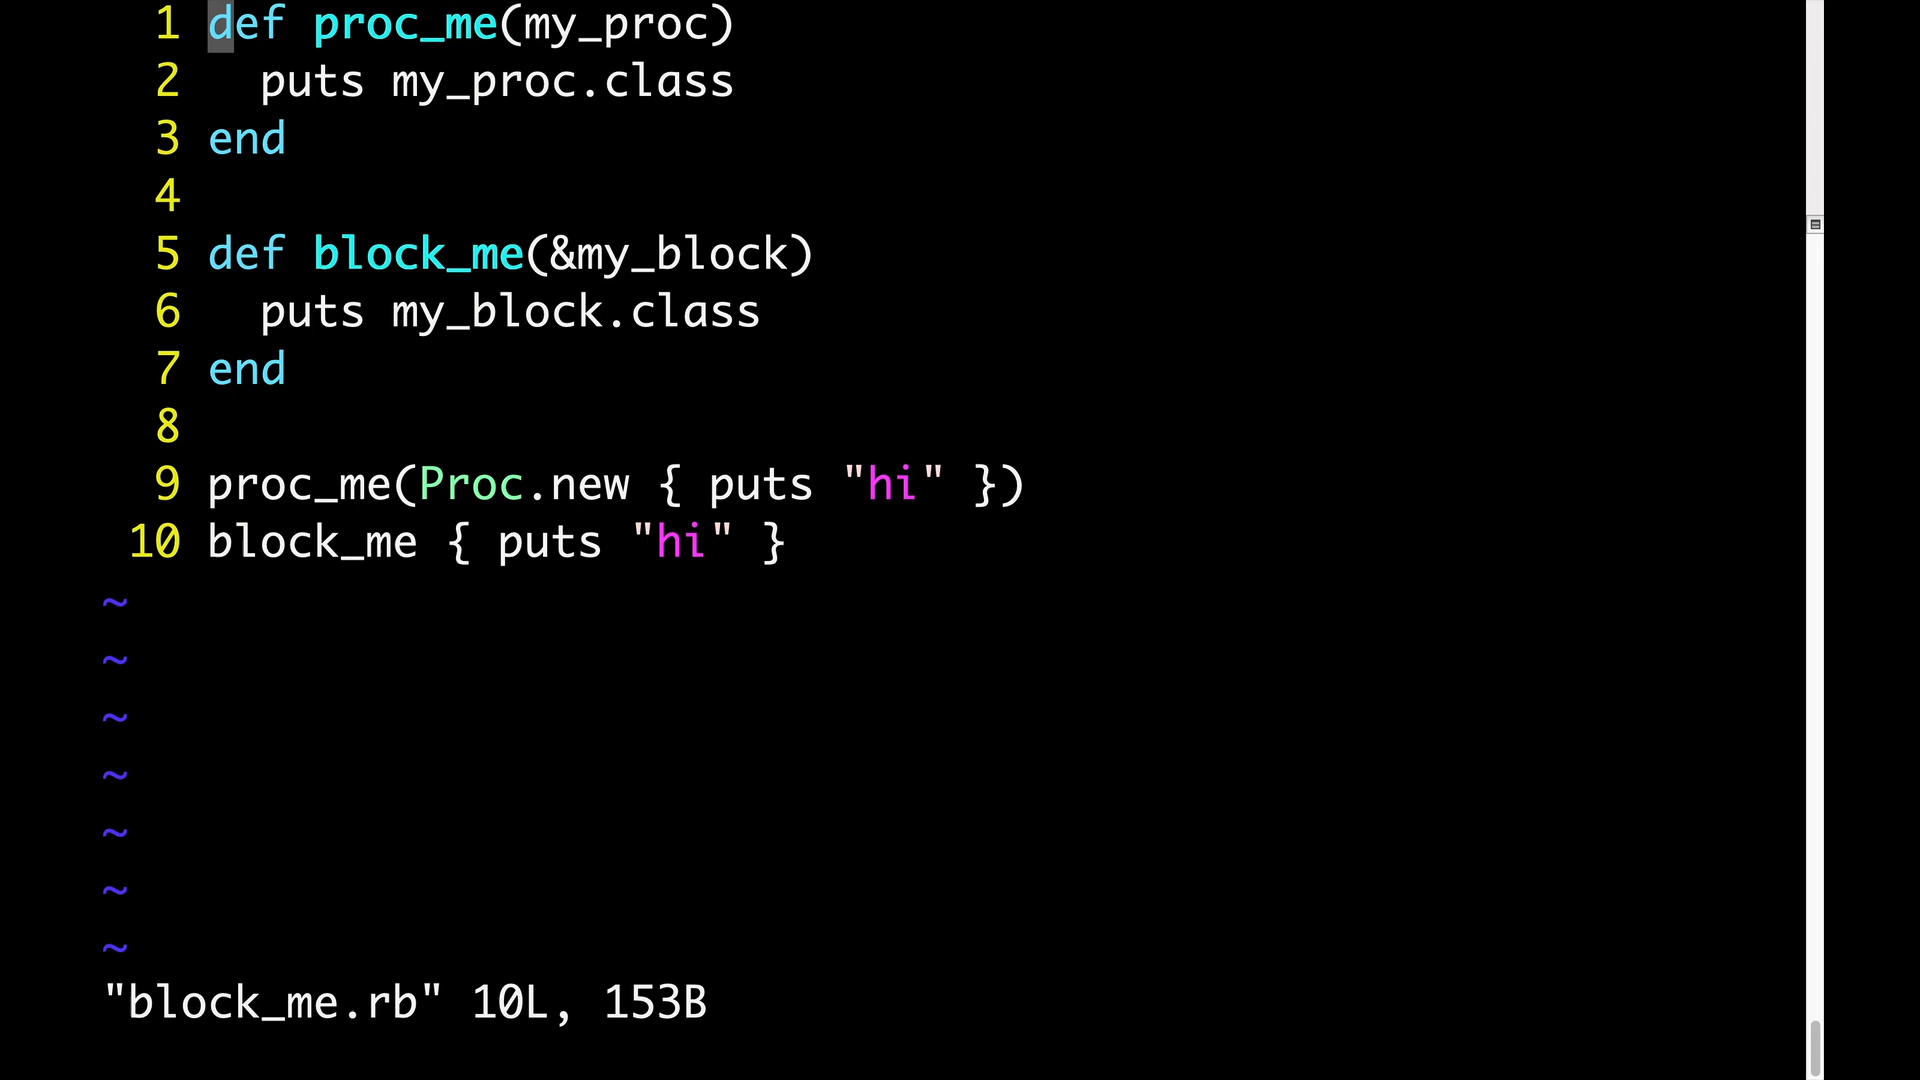 1 def proc_me(my_proc)
2   puts my_proc.class
3 end
4
5 def block_me(&my_block)
6   puts my_block.class
7 end
8
9 proc_me(Proc.new { puts "hi" })
10 block_me { puts "hi" }
~
~
~
~
~
~
~
"block_me.rb" 10L, 153B